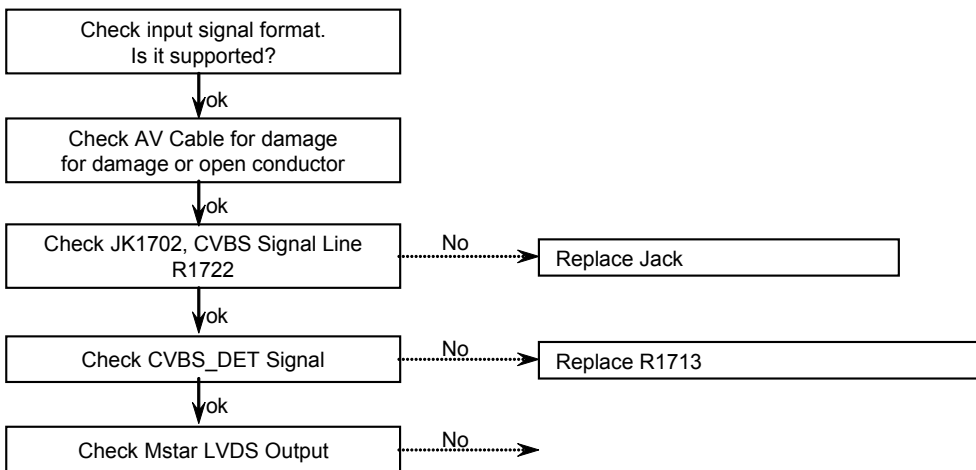 Check input signal format.
Is it supported?
ok
Check AV Cable for damage
for damage or open conductor
ok
Check JK1702, CVBS Signal Line
R1722
No
Replace Jack
ok
Check CVBS_DET Signal
No
Replace R1713
ok
Check Mstar LVDS Output
No